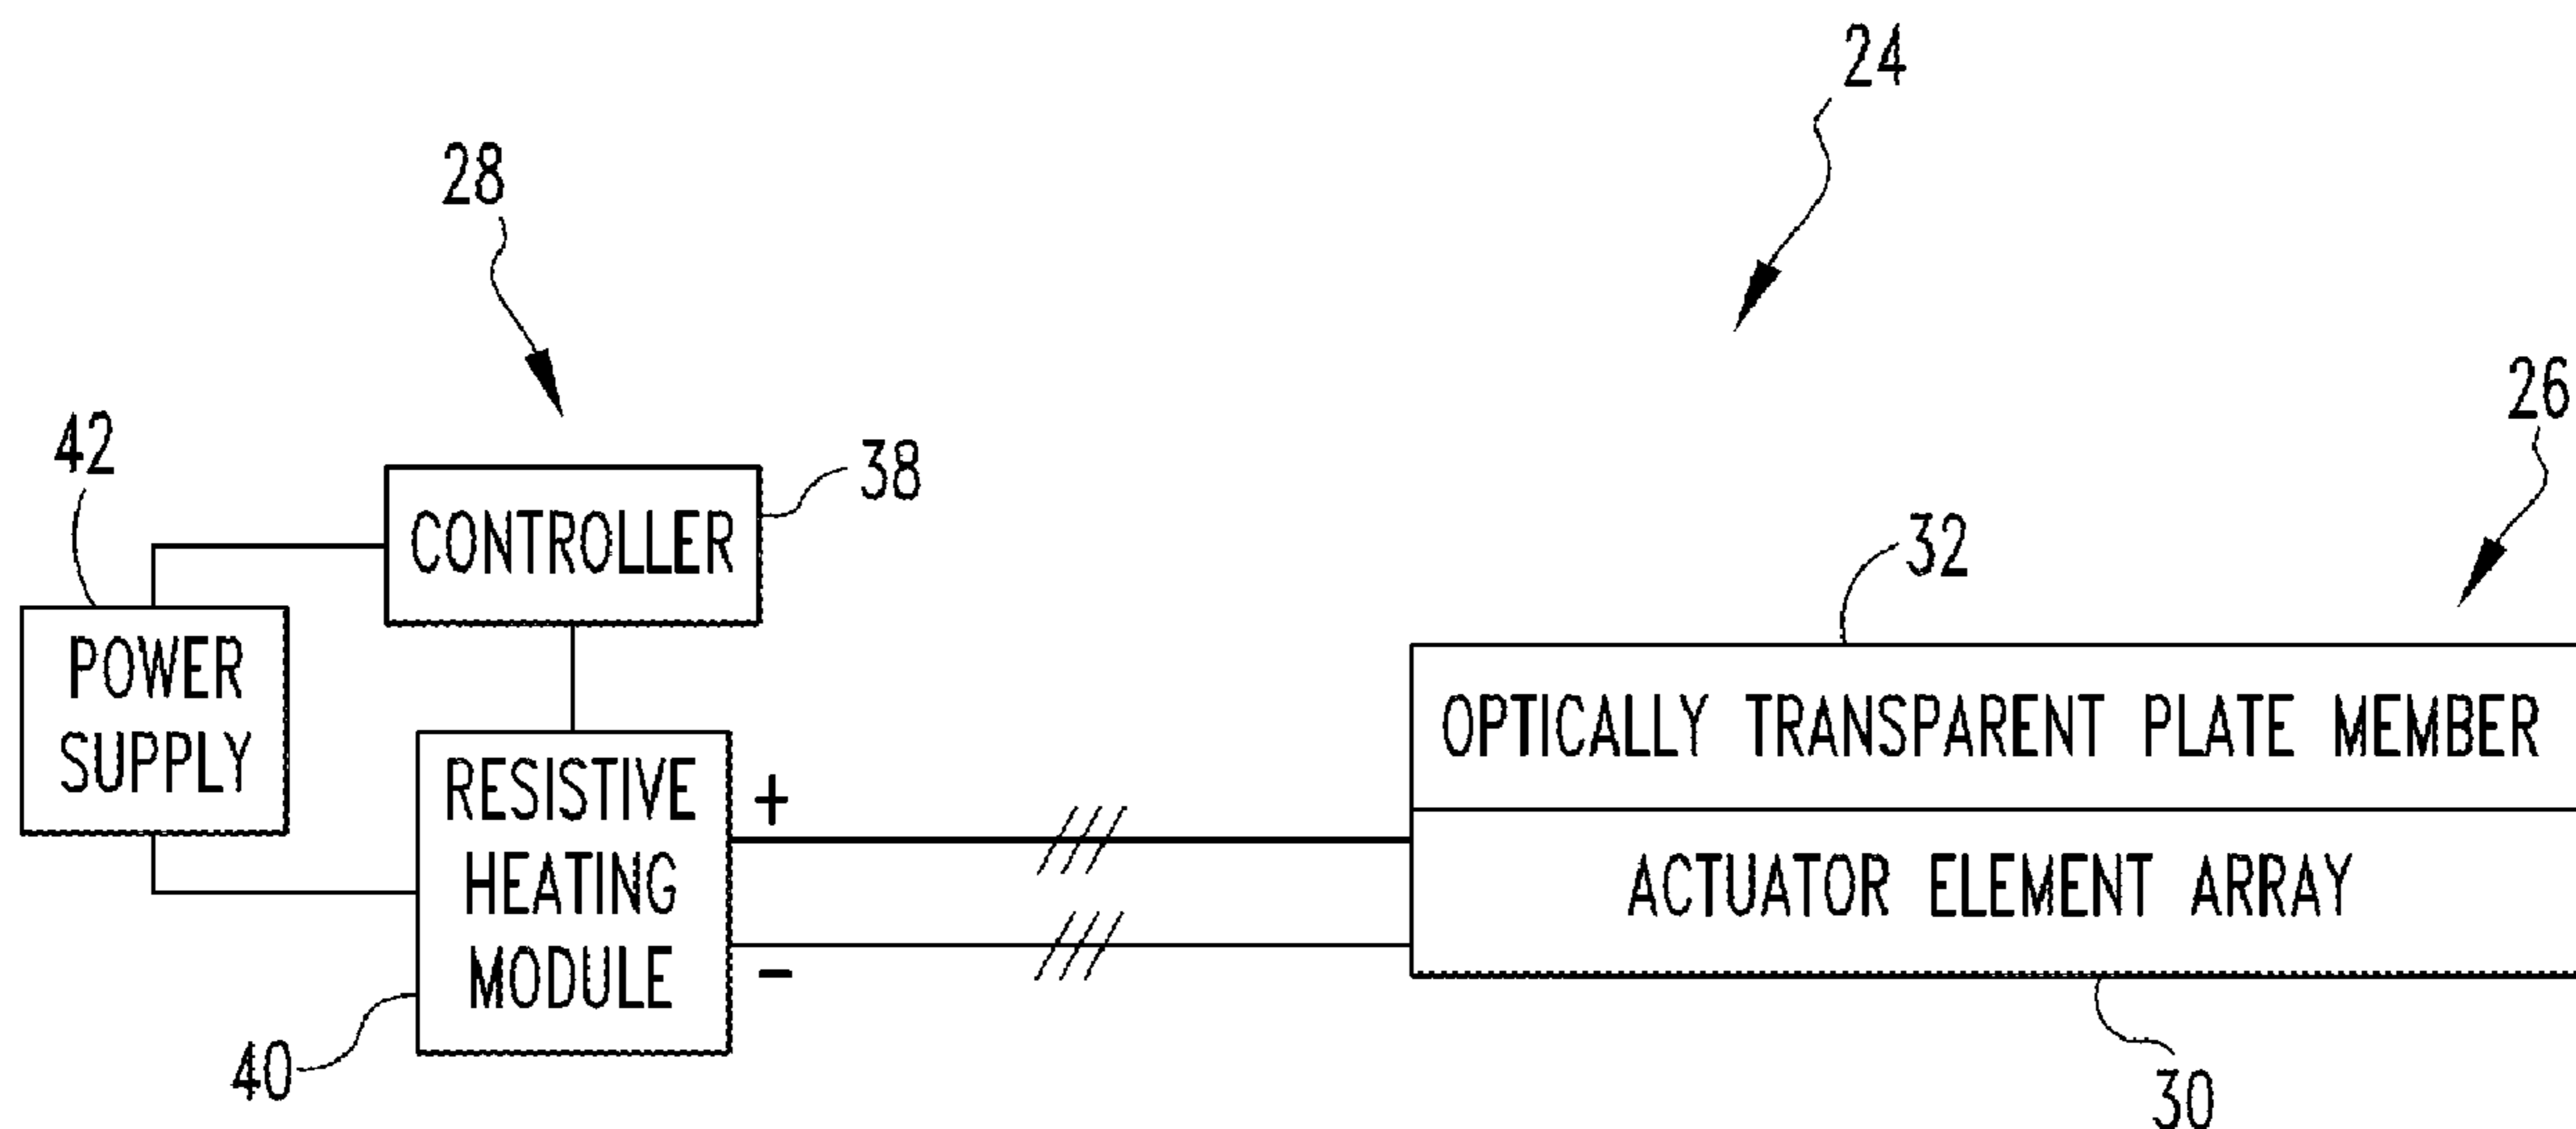 24
28
26
42
38
CONTROLLER
32
POWER
SUPPLY
OPTICALLY TRANSPARENT PLATE MEMBER
RESISTIVE
HEATING
MODULE
+
-
ACTUATOR ELEMENT ARRAY
40
30